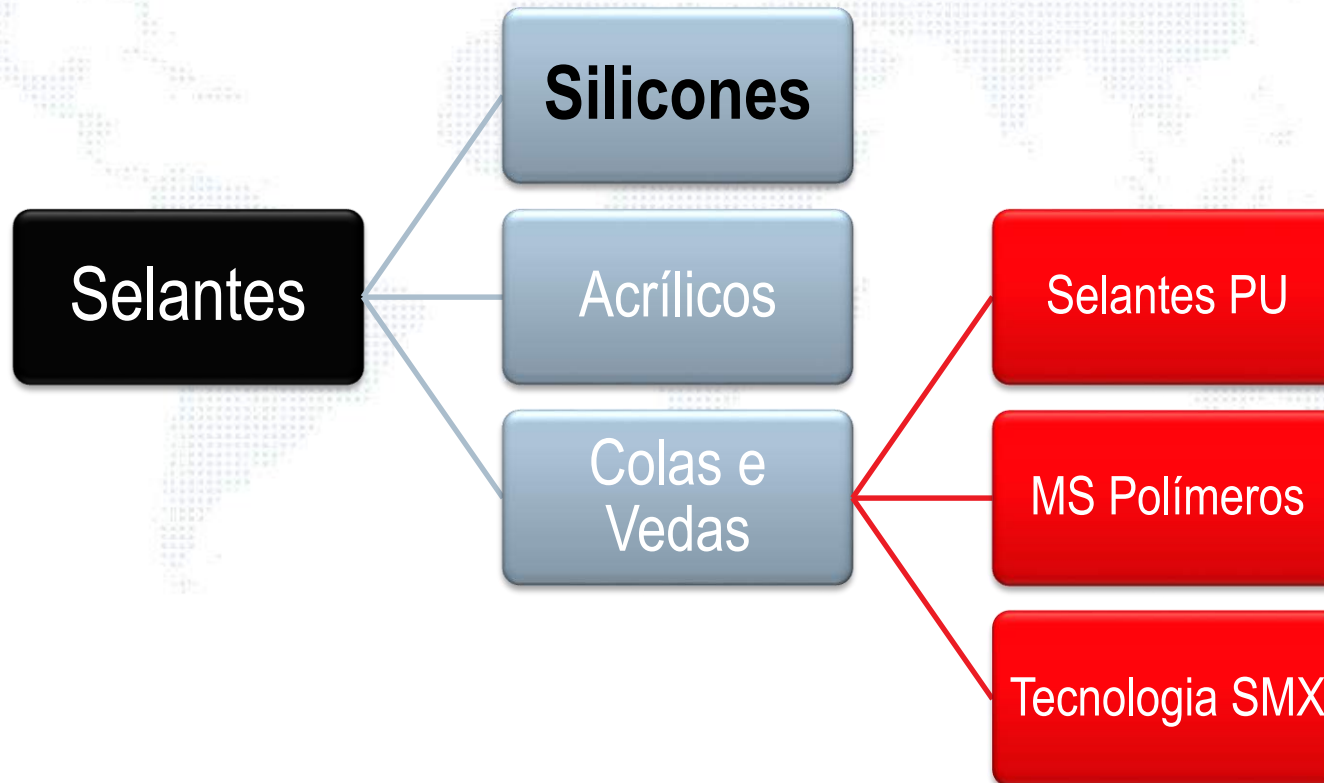 Silicones
Selantes
Acrílicos
Colas e
Vedas
Selantes PU
MS Polímeros
Tecnologia SMX